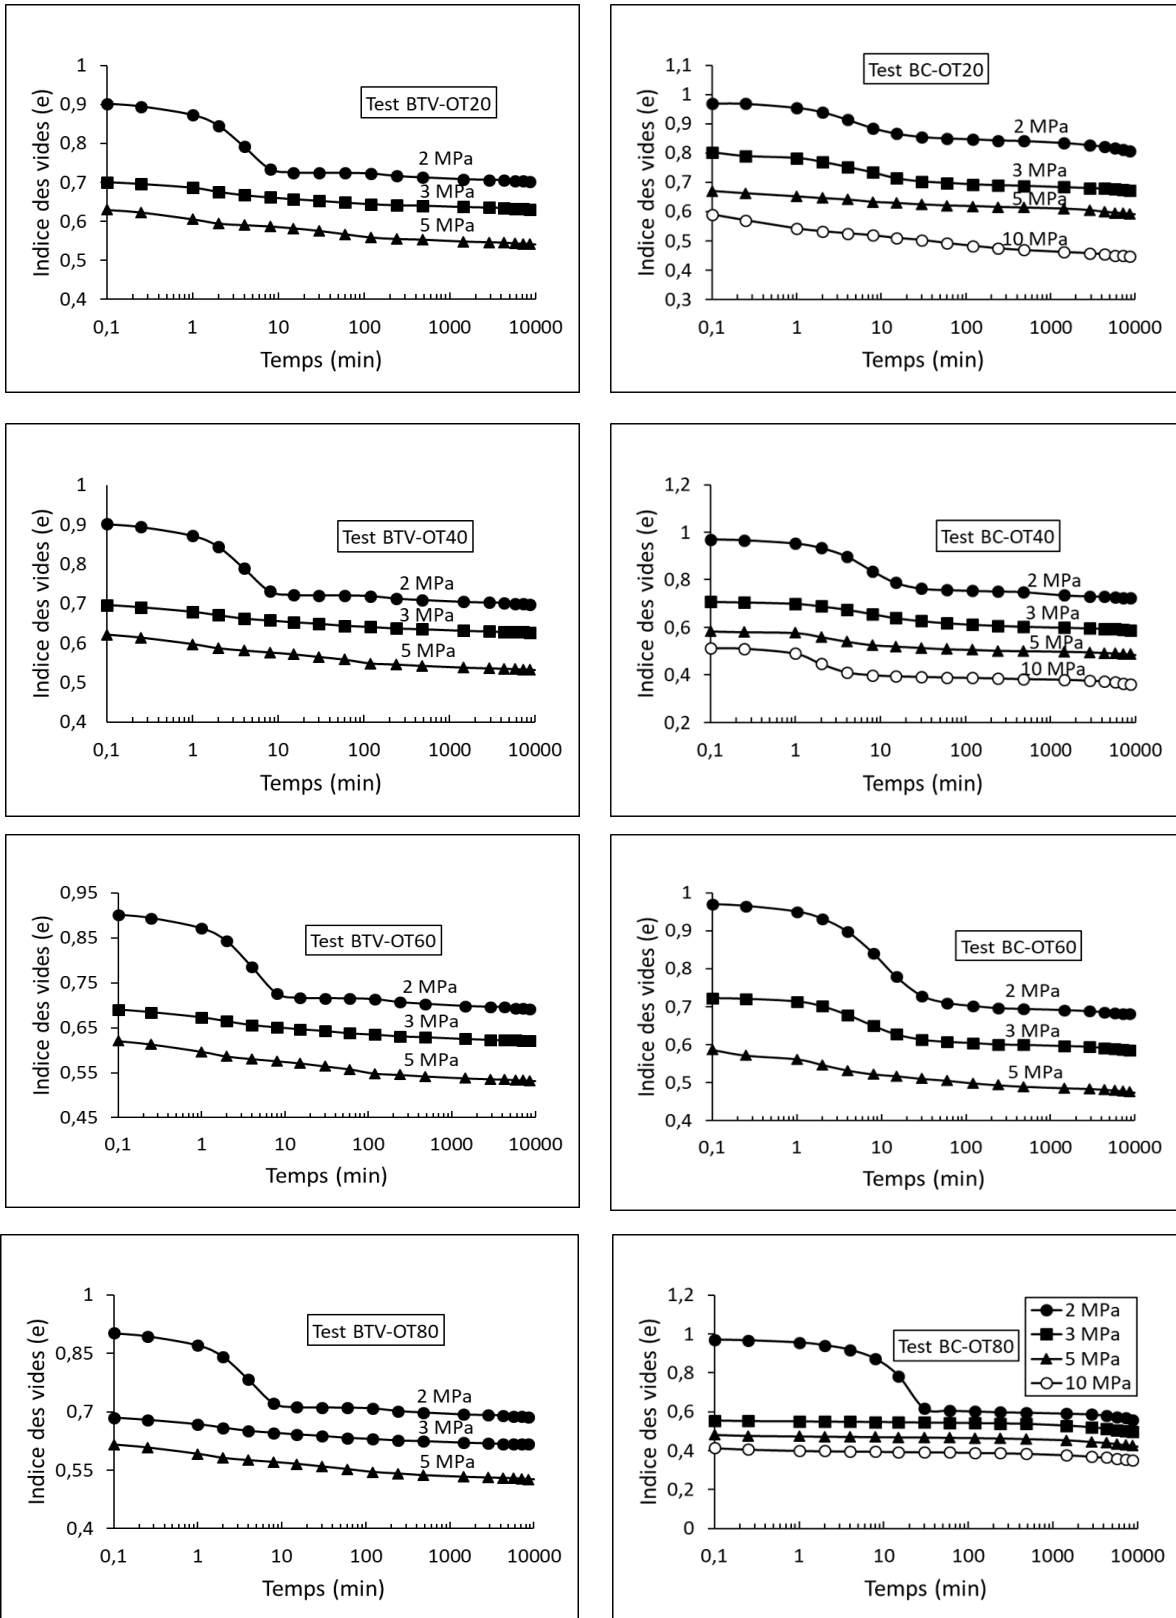 Indice des vides (e)
1
0,9
0,8
0,7
0,6
0,5
0,4
Test BTV-OT20
2 MPa
3 MPa
5 MPa
0,1 1 10 100 1000 10000
Temps (min)
Indice des vides (e)
1,1
1
0,9
0,8
0,7
0,6
0,5
0,4
0,3
Test BC-OT20
2 MPa
3 MPa
5 MPa
10 MPa
0,1 1 10 100 1000 10000
Temps (min)
Indice des vides (e)
1
0,9
0,8
0,7
0,6
0,5
0,4
Test BTV-OT40
2 MPa
3 MPa
5 MPa
0,1 1 10 100 1000 10000
Temps (min)
Indice des vides (e)
1,2
1
0,8
0,6
0,4
0,2
Test BC-OT40
2 MPa
3 MPa
5 MPa
10 MPa
0,1 1 10 100 1000 10000
Temps (min)
Indice des vides (e)
0,95
0,85
0,75
0,65
0,55
0,45
Test BTV-OT60
2 MPa
3 MPa
5 MPa
0,1 1 10 100 1000 10000
Temps (min)
Indice des vides (e)
1
0,9
0,8
0,7
0,6
0,5
0,4
Test BC-OT60
2 MPa
3 MPa
5 MPa
0,1 1 10 100 1000 10000
Temps (min)
Indice des vides (e)
1
0,85
0,7
0,55
0,4
Test BTV-OT80
2 MPa
3 MPa
5 MPa
0,1 1 10 100 1000 10000
Temps (min)
Indice des vides (e)
1,2
1
0,8
0,6
0,4
0,2
0
Test BC-OT80
2 MPa
3 MPa
5 MPa
10 MPa
0,1 1 10 100 1000 10000
Temps (min)